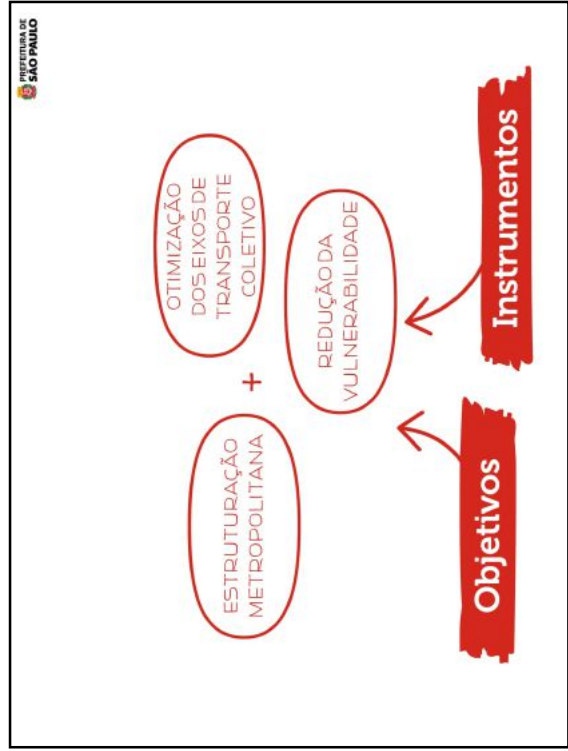 PREFEITURA DE
SÃO PAULO
OTIMIZAÇÃO
DOS EIXOS DE
TRANSPORTE
COLETIVO
ESTRUTURAÇÃO
METROPOLITANA
+
REDUÇÃO DA
VULNERABILIDADE
Objetivos
Instrumentos